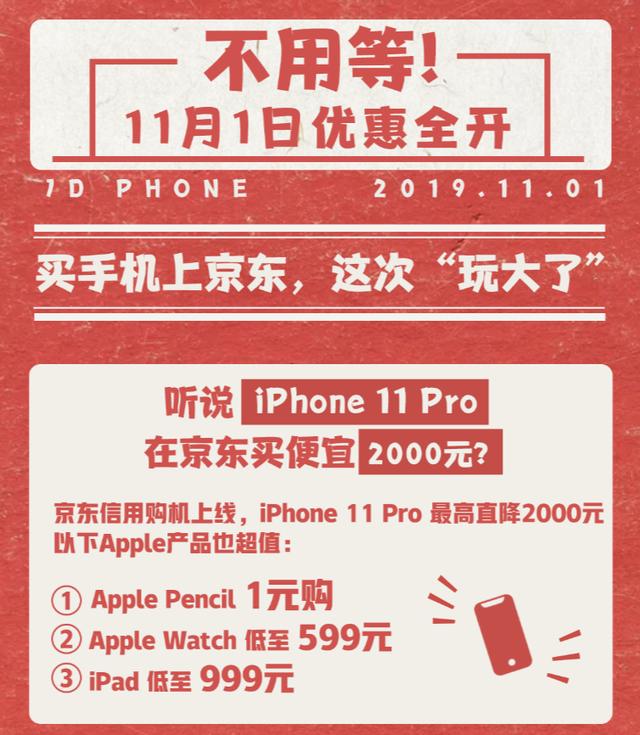 不用等!
11月1日优惠全开
7D PHONE 2019.11.01
买手机上京东，这次“玩大了”
听说 iPhone 11 Pro
在京东买便宜2000元?
京东信用购机上线，iPhone 11 Pro 最高直降2000元
以下Apple产品也超值：
① Apple Pencil 1元购
② Apple Watch 低至 599元
③ iPad 低至 999元